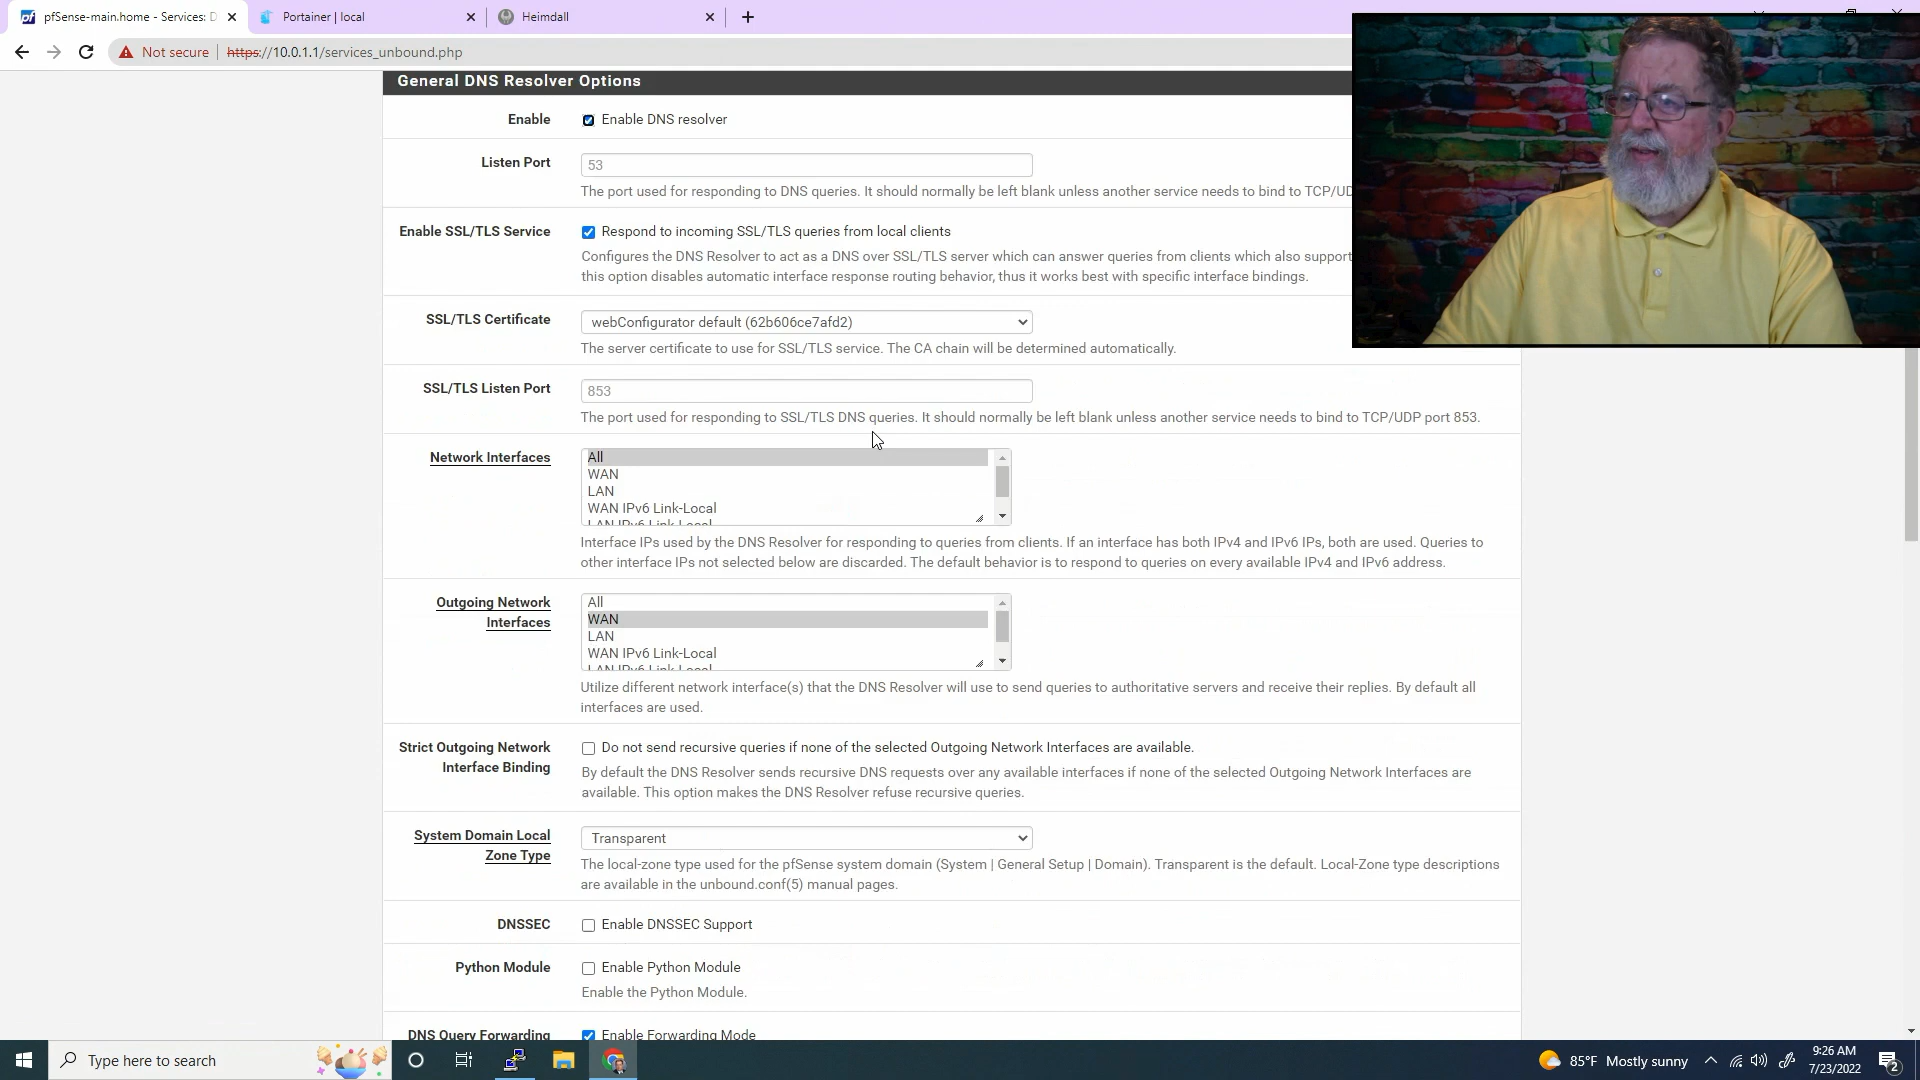 pfSense-main.home - Services: D
Portainer | local
Heimdall
Not secure
https://10.0.1.1/services_unbound.php
General DNS Resolver Options
Enable
Enable DNS resolver
Listen Port
53
The port used for responding to DNS queries. It should normally be left blank unless another service needs to bind to TCP/UD
Enable SSL/TLS Service
Respond to incoming SSL/TLS queries from local clients
Configures the DNS Resolver to act as a DNS over SSL/TLS server which can answer queries from clients which also support
this option disables automatic interface response routing behavior, thus it works best with specific interface bindings.
SSL/TLS Certificate
webConfigurator default (62b606ce7afd2)
The server certificate to use for SSL/TLS service. The CA chain will be determined automatically.
SSL/TLS Listen Port
853
The port used for responding to SSL/TLS DNS queries. It should normally be left blank unless another service needs to bind to TCP/UDP port 853.
Network Interfaces
All
WAN
LAN
WAN IPv6 Link-Local
LAN IPv6 Link-Local
Interface IPs used by the DNS Resolver for responding to queries from clients. If an interface has both IPv4 and IPv6 IPs, both are used. Queries to
other interface IPs not selected below are discarded. The default behavior is to respond to queries on every available IPv4 and IPv6 address.
Outgoing Network
Interfaces
All
WAN
LAN
WAN IPv6 Link-Local
LAN IPv6 Link-Local
Utilize different network interface(s) that the DNS Resolver will use to send queries to authoritative servers and receive their replies. By default all
interfaces are used.
Strict Outgoing Network
Interface Binding
Do not send recursive queries if none of the selected Outgoing Network Interfaces are available.
By default the DNS Resolver sends recursive DNS requests over any available interfaces if none of the selected Outgoing Network Interfaces are
available. This option makes the DNS Resolver refuse recursive queries.
System Domain Local
Zone Type
Transparent
The local-zone type used for the pfSense system domain (System | General Setup | Domain). Transparent is the default. Local-Zone type descriptions
are available in the unbound.conf(5) manual pages.
DNSSEC
Enable DNSSEC Support
Python Module
Enable Python Module
Enable the Python Module.
DNS Query Forwarding
Enable Forwarding Mode
Type here to search
85°F Mostly sunny
9:26 AM
7/23/2022
2